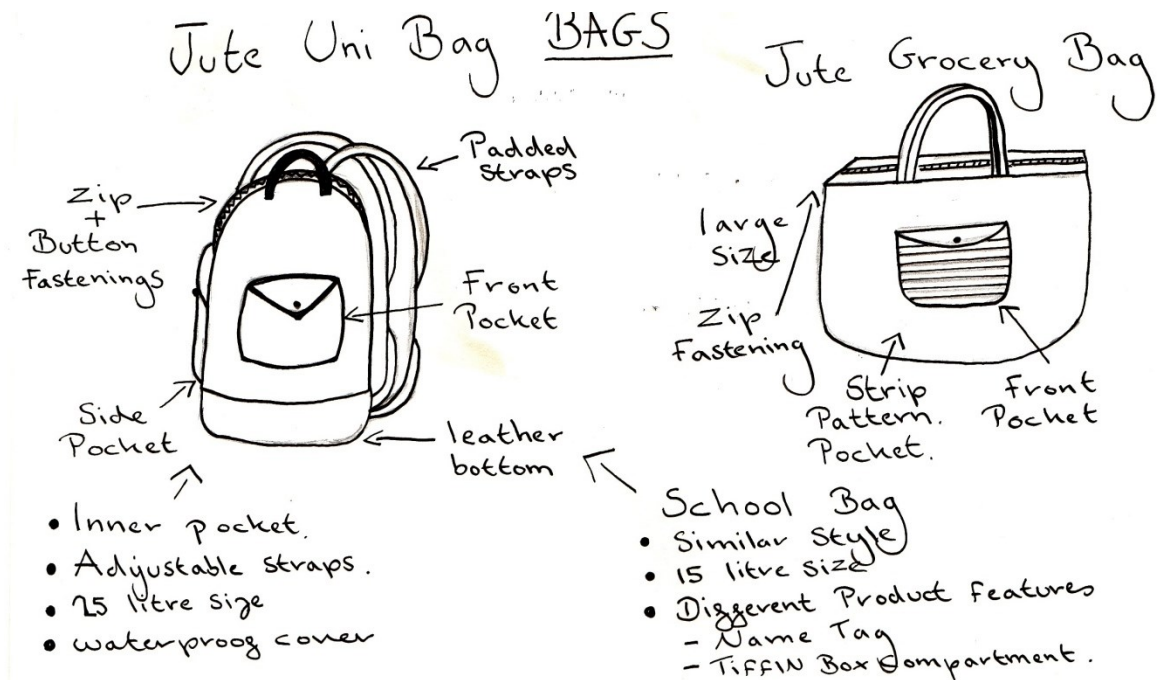 Jute Uni Bag
BAGS
Jute Grocery Bag
Padded
Straps
Zip
+
Button
Fastenings
Front
Pocket
Side
Pocket
leather
bottom
• Inner pocket.
• Adjustable straps.
• 25 litre size
• waterproof cover
large
size
Zip
Fastening
Strip
Pattern.
Pocket.
Front
Pocket
School Bag
• Similar Style
• 15 litre size
• Different Product Features
- Name Tag
- TIFFIN Box compartment.